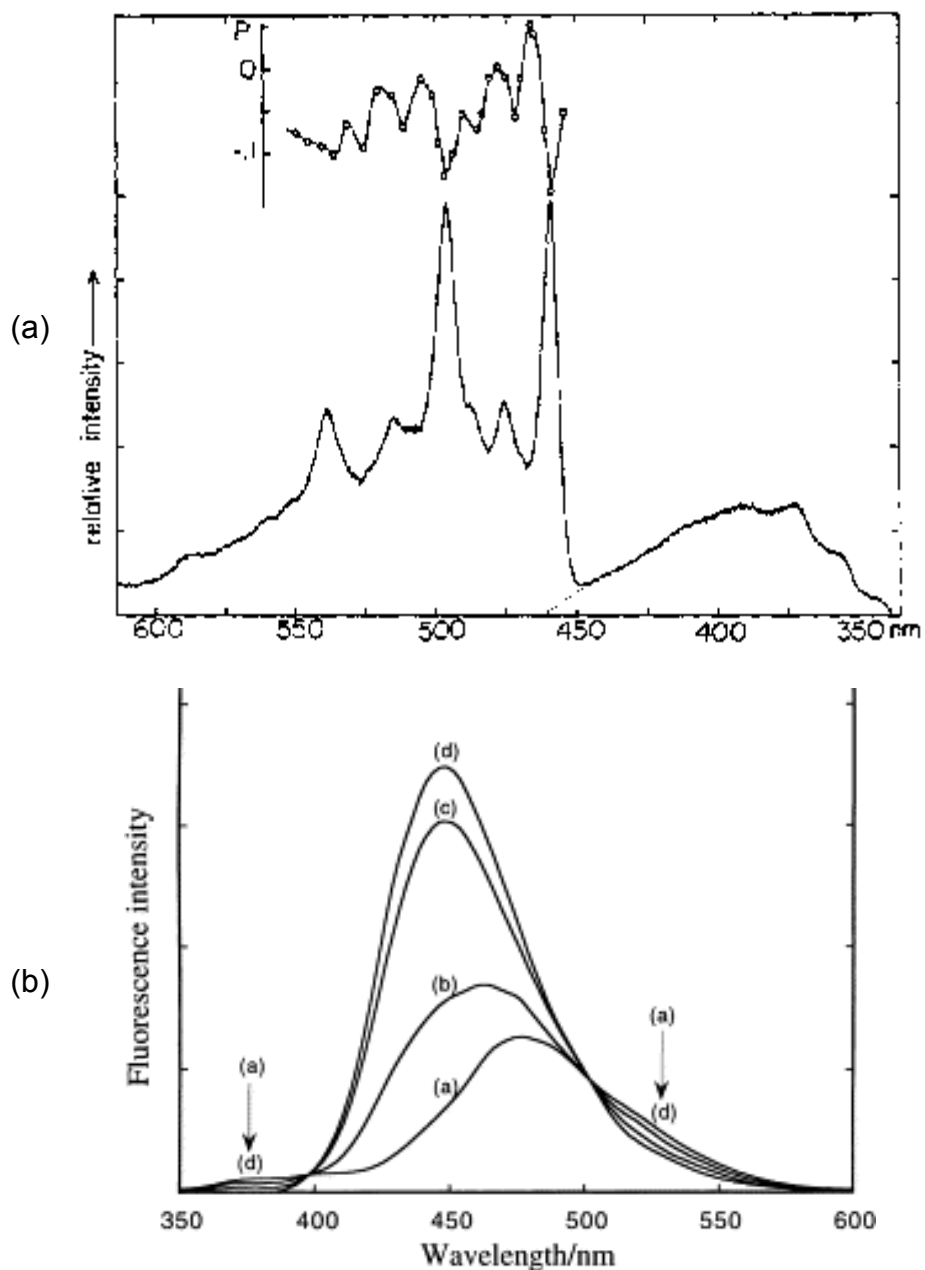 P
0
-.1
(a)
relative intensity
600 550 500 450 400 350 nm
(d)
(c)
(b)
(a)
(a)
(d)
(a)
(d)
(b)
Fluorescence intensity
350 400 450 500 550 600
Wavelength/nm